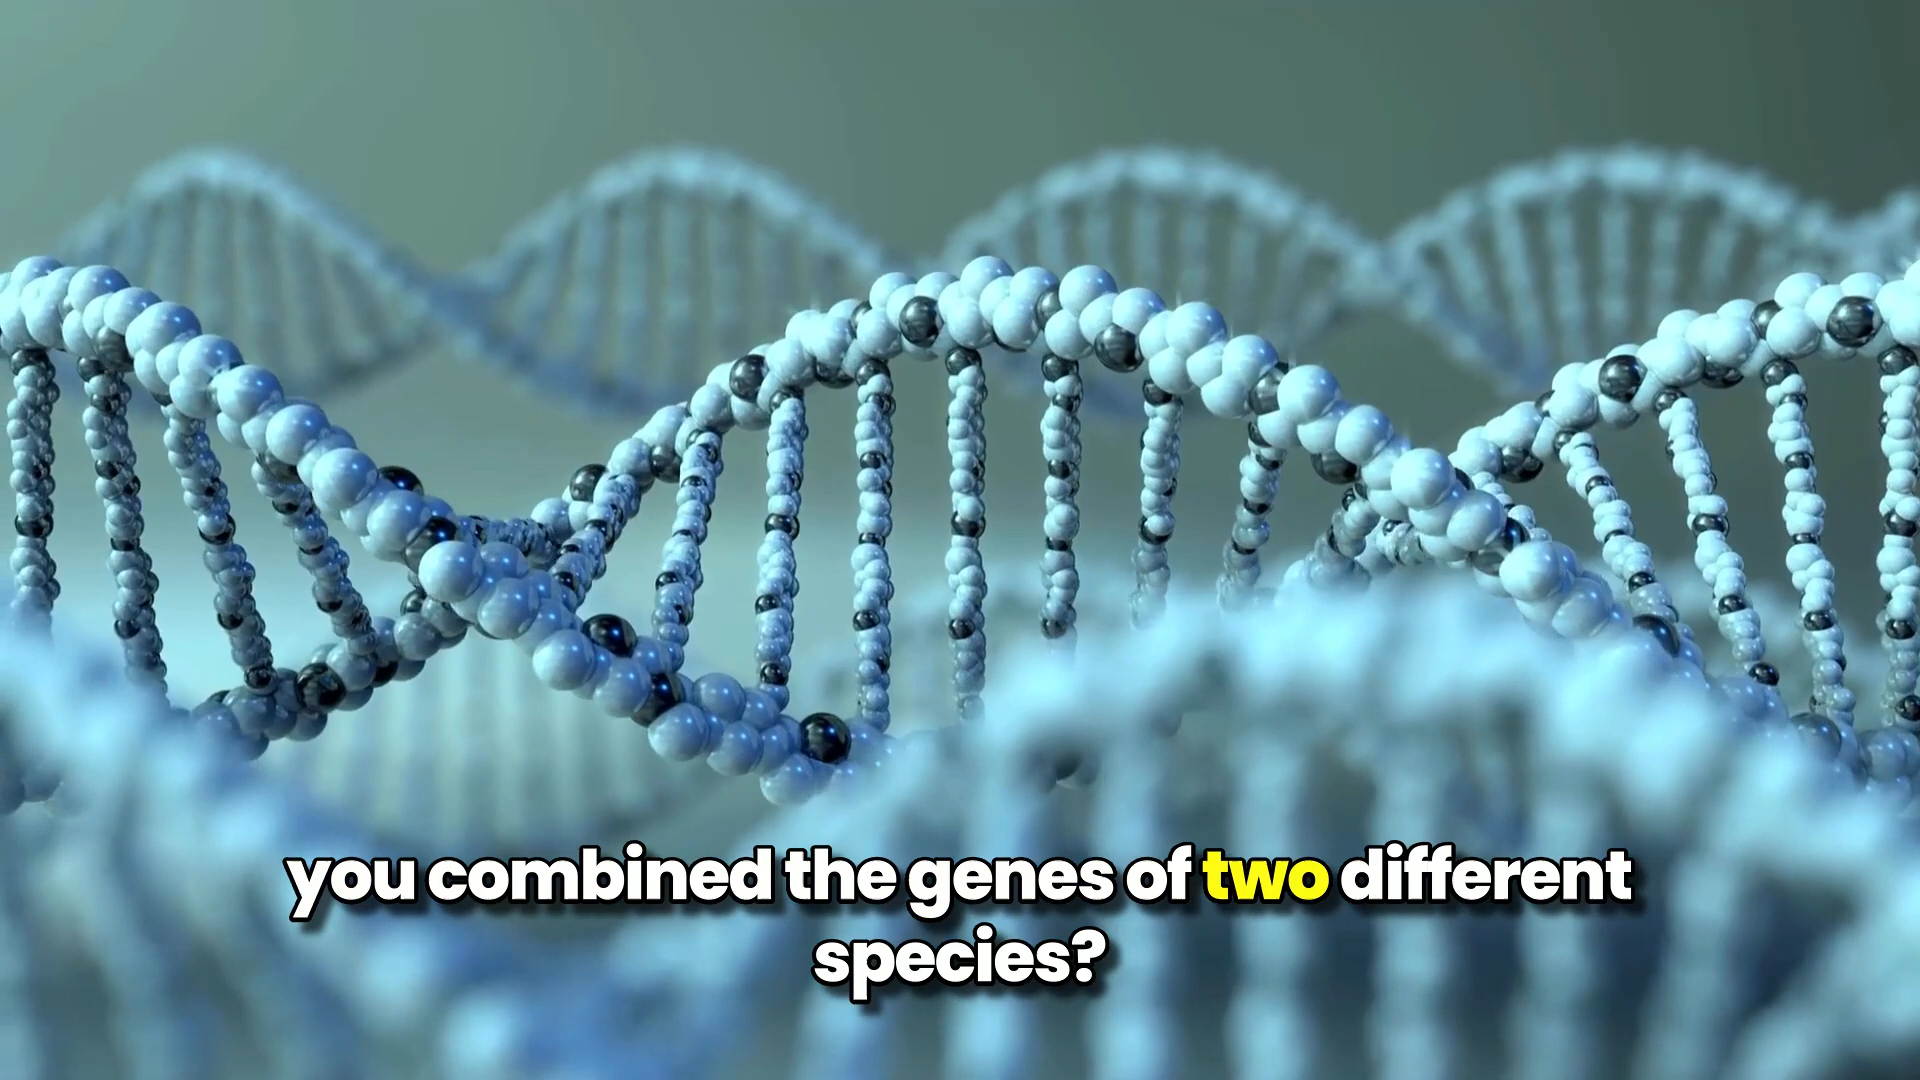 you combined the genes of two different
species?